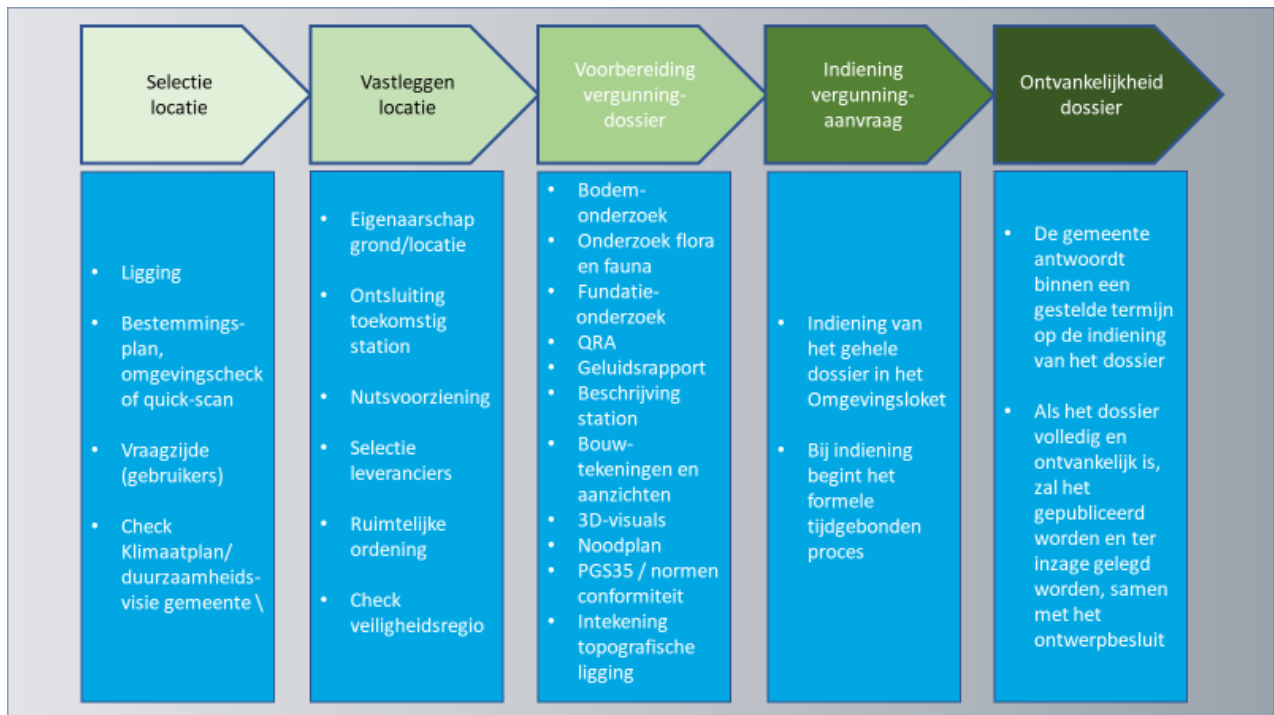 Selectie
locatie
Vastleggen
locatie
Voorbereiding
vergunning-
dossier
Indiening
vergunning-
aanvraag
Ontvankelijkheid
dossier
• Ligging
• Bestemmings-
plan,
omgevingscheck
of quick-scan
• Vraagzijde
(gebruikers)
• Check
Klimaatplan/
duurzaamheids-
visie gemeente \
• Eigenaarschap
grond/locatie
• Ontsluiting
toekomstig
station
• Nutsvoorziening
• Selectie
leveranciers
• Ruimtelijke
ordening
• Check
veiligheidsregio
• Bodem-
onderzoek
• Onderzoek flora
en fauna
• Fundatie-
onderzoek
• QRA
• Geluidsrapport
• Beschrijving
station
• Bouw-
tekeningen en
aanzichten
• 3D-visuals
• Noodplan
• PGS35 / normen
conformiteit
• Intekening
topografische
ligging
• Indiening van
het gehele
dossier in het
Omgevingsloket
• Bij indiening
begint het
formele
tijdgebonden
proces
• De gemeente
antwoordt
binnen een
gestelde termijn
op de indiening
van het dossier
• Als het dossier
volledig en
ontvankelijk is,
zal het
gepubliceerd
worden en ter
inzage gelegd
worden, samen
met het
ontwerpbesluit